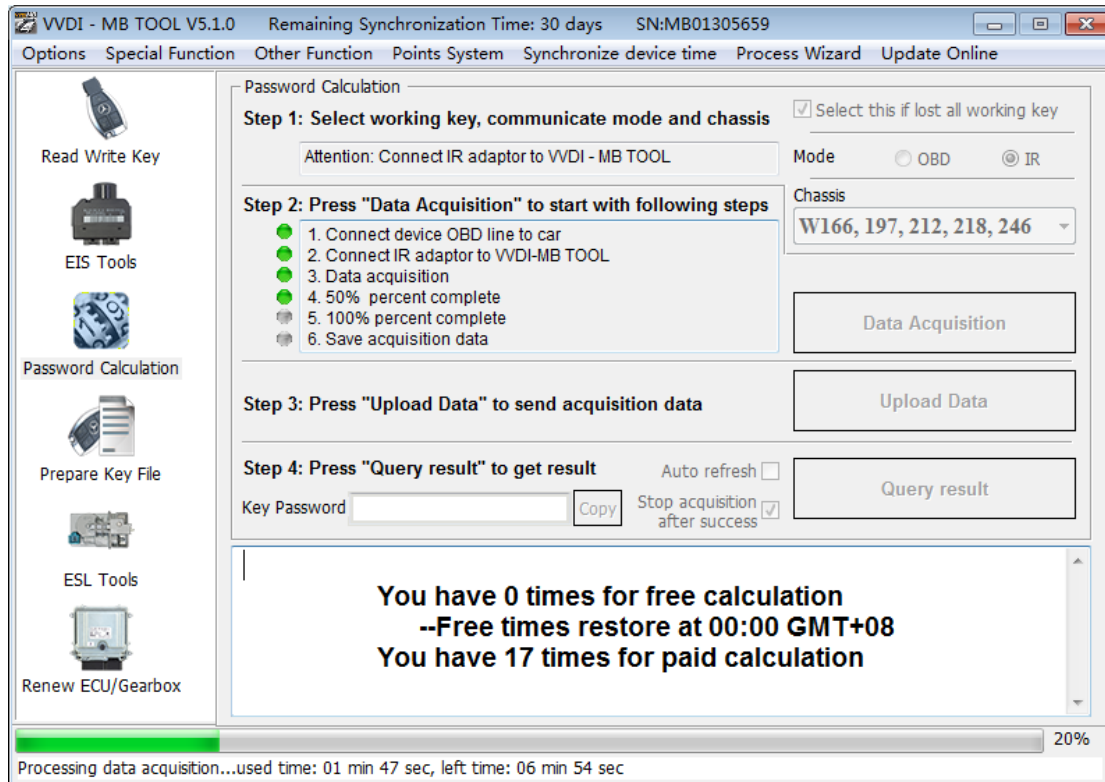 VVDI - MB TOOL V5.1.0 Remaining Synchronization Time: 30 days SN:MB01305659
Options Special Function Other Function Points System Synchronize device time Process Wizard Update Online
Read Write Key
EIS Tools
Password Calculation
Prepare Key File
ESL Tools
Renew ECU/Gearbox
Password Calculation
Step 1: Select working key, communicate mode and chassis
Select this if lost all working key
Attention: Connect IR adaptor to VVDI - MB TOOL
Mode OBD IR
Chassis
W166, 197, 212, 218, 246
Step 2: Press "Data Acquisition" to start with following steps
1. Connect device OBD line to car
2. Connect IR adaptor to VVDI-MB TOOL
3. Data acquisition
4. 50% percent complete
5. 100% percent complete
6. Save acquisition data
Data Acquisition
Step 3: Press "Upload Data" to send acquisition data
Upload Data
Step 4: Press "Query result" to get result
Auto refresh
Key Password
Copy
Stop acquisition
after success
Query result
You have 0 times for free calculation
--Free times restore at 00:00 GMT+08
You have 17 times for paid calculation
20%
Processing data acquisition...used time: 01 min 47 sec, left time: 06 min 54 sec